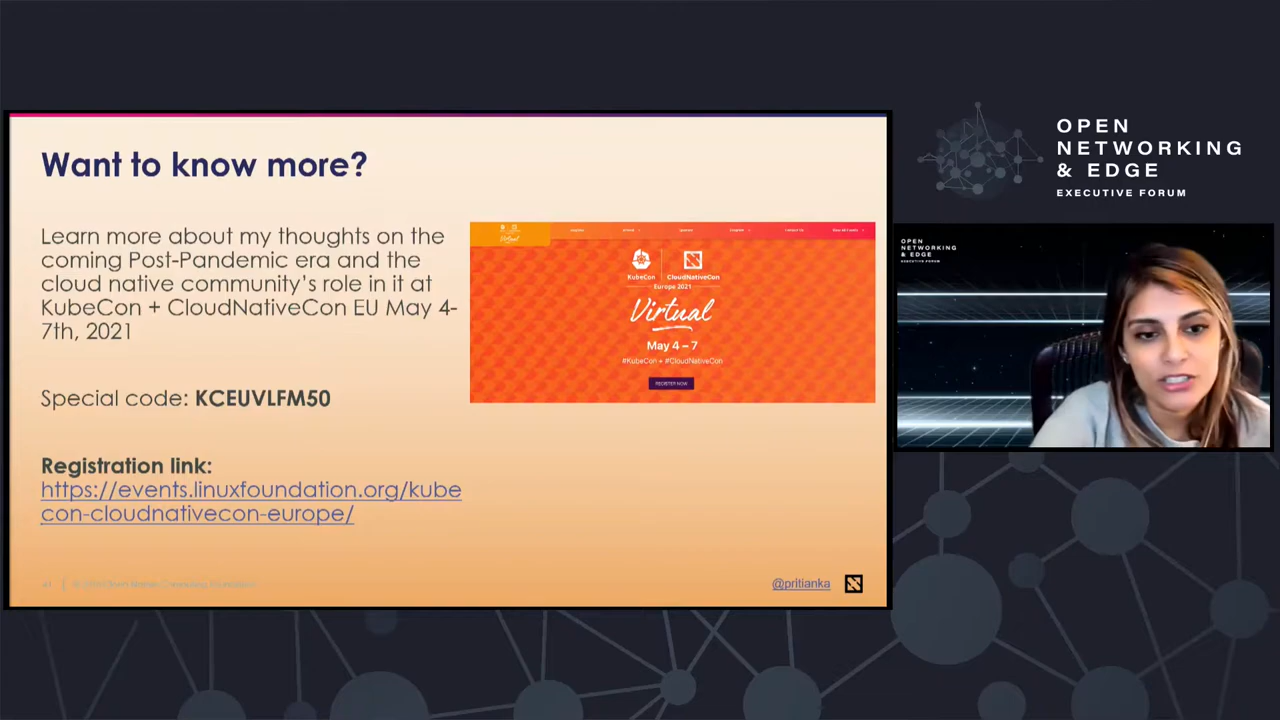 Want to know more?
Learn more about my thoughts on the
coming Post-Pandemic era and the
cloud native community's role in it at
KubeCon + CloudNativeCon EU May 4-
7th, 2021
Special code: KCEUVLFM50
Registration link:
https://events.linuxfoundation.org/kube
con-cloudnativecon-europe/
KubeCon
CloudNativeCon
Europe 2021
Virtual
May 4 – 7
#KubeCon + #CloudNativeCon
REGISTER NOW
@pritianka
OPEN
NETWORKING
& EDGE
EXECUTIVE FORUM
OPEN
NETWORKING
& EDGE
EXECUTIVE FORUM